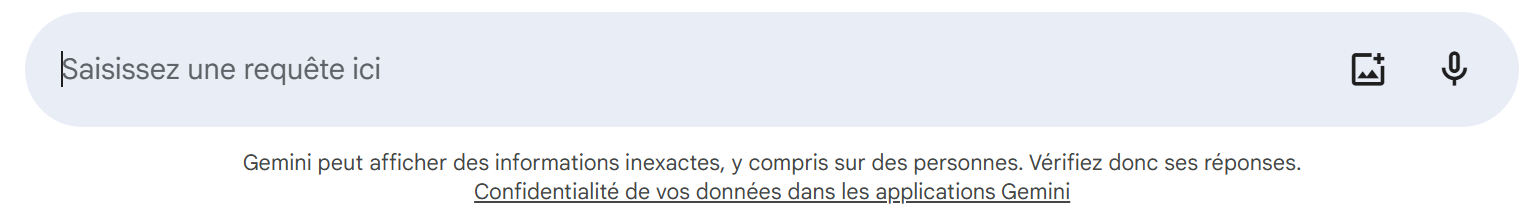 Saisissez une requête ici
Gemini peut afficher des informations inexactes, y compris sur des personnes. Vérifiez donc ses réponses.
Confidentialité de vos données dans les applications Gemini